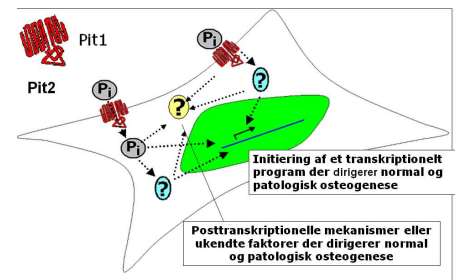 Pit1
Pit2
Pi
Pi
?
?
Pi
?
Initiering af et transkriptionelt
program der dirigerer normal og
patologisk osteogenese
Posttranskriptionelle mekanismer eller
ukendte faktorer der dirigerer normal
og patologisk osteogenese